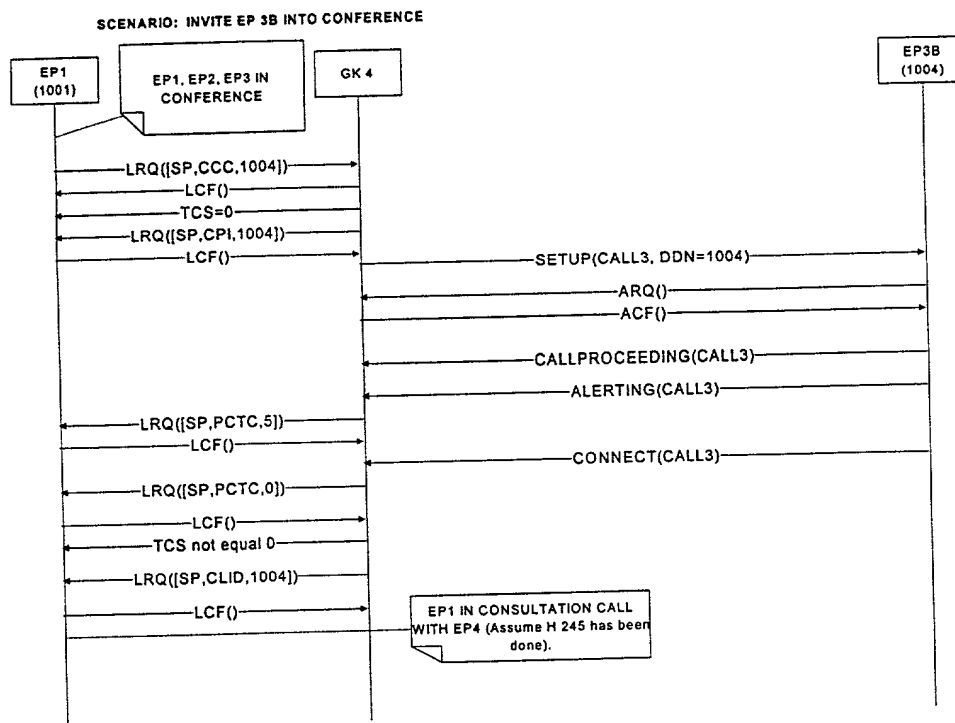 SCENARIO: INVITE EP 3B INTO CONFERENCE
EP1
(1001)
EP1, EP2, EP3 IN
CONFERENCE
GK 4
EP3B
(1004)
LRQ([SP,CCC,1004])
LCF()
TCS=0
LRQ([SP,CPI,1004])
LCF()
SETUP(CALL3, DDN=1004)
ARQ()
ACF()
CALLPROCEEDING(CALL3)
ALERTING(CALL3)
LRQ([SP,PCTC,5])
LCF()
CONNECT(CALL3)
LRQ([SP,PCTC,0])
LCF()
TCS not equal 0
LRQ([SP,CLID,1004])
LCF()
EP1 IN CONSULTATION CALL
WITH EP4 (Assume H 245 has been
done).